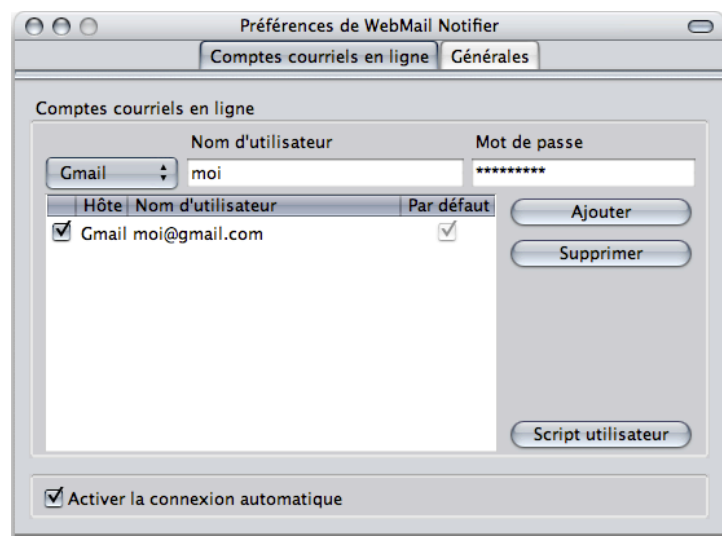 Préférences de WebMail Notifier
Comptes courriels en ligne Générales
Comptes courriels en ligne
Nom d'utilisateur Mot de passe
Gmail moi *********
Hôte Nom d'utilisateur Par défaut
Ajouter
Gmail moi@gmail.com
Supprimer
Script utilisateur
Activer la connexion automatique